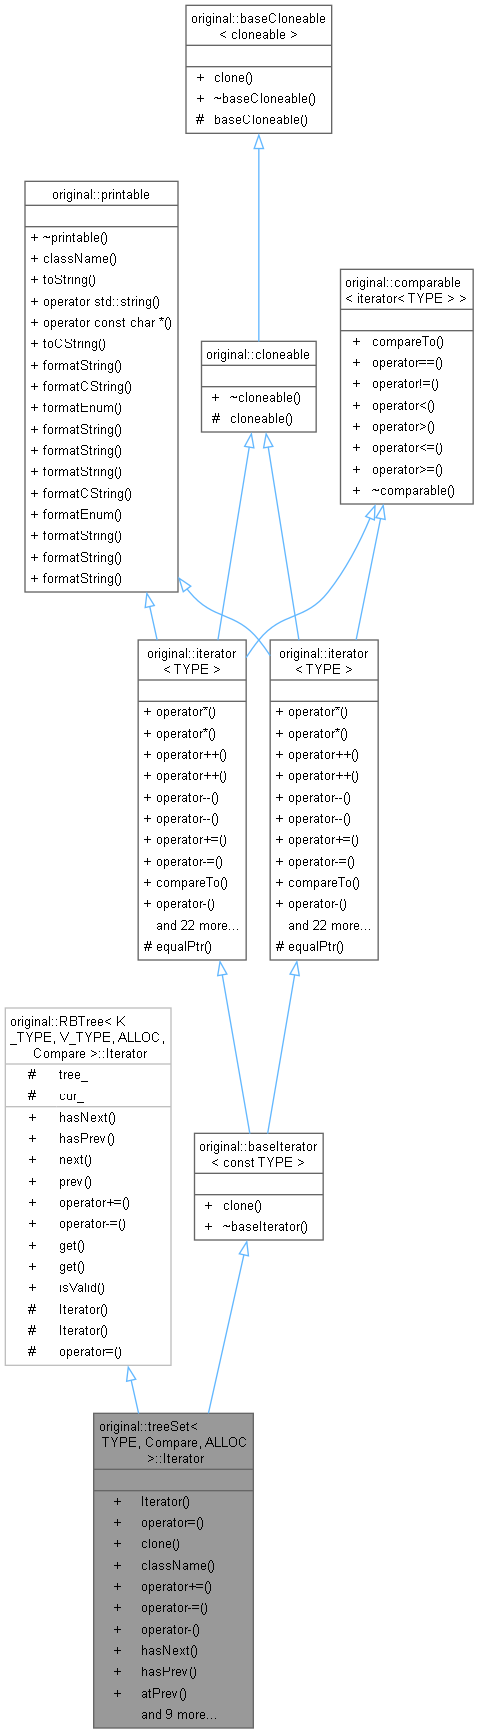 original::baseCloneable
< cloneable >
+ clone()
+ ~baseCloneable()
# baseCloneable()
original::printable
+ ~printable()
+ className()
+ toString()
+ operator std::string()
+ operator const char *()
+ toCString()
+ formatString()
+ formatCString()
+ formatEnum()
+ formatString()
+ formatString()
+ formatString()
+ formatCString()
+ formatEnum()
+ formatString()
+ formatString()
+ formatString()
original::cloneable
+ ~cloneable()
# cloneable()
original::comparable
< iterator< TYPE > >
+ compareTo()
+ operator==()
+ operator!=()
+ operator<()
+ operator>()
+ operator<=()
+ operator>=()
+ ~comparable()
original::iterator
< TYPE >
+ operator*()
+ operator*()
+ operator++()
+ operator++()
+ operator--()
+ operator--()
+ operator+=()
+ operator-=()
+ compareTo()
+ operator-()
and 22 more...
# equalPtr()
original::iterator
< TYPE >
+ operator*()
+ operator*()
+ operator++()
+ operator++()
+ operator--()
+ operator--()
+ operator+=()
+ operator-=()
+ compareTo()
+ operator-()
and 22 more...
# equalPtr()
original::RBTree< K
_TYPE, V_TYPE, ALLOC,
Compare >::Iterator
# tree_
# cur_
+ hasNext()
+ hasPrev()
+ next()
+ prev()
+ operator+=()
+ operator-=()
+ get()
+ get()
+ isValid()
# Iterator()
# Iterator()
# operator=()
original::baseIterator
< const TYPE >
+ clone()
+ ~baseIterator()
original::treeSet<
TYPE, Compare, ALLOC
>::Iterator
+ Iterator()
+ operator=()
+ clone()
+ className()
+ operator+=()
+ operator-=()
+ operator-()
+ hasNext()
+ hasPrev()
+ atPrev()
and 9 more...